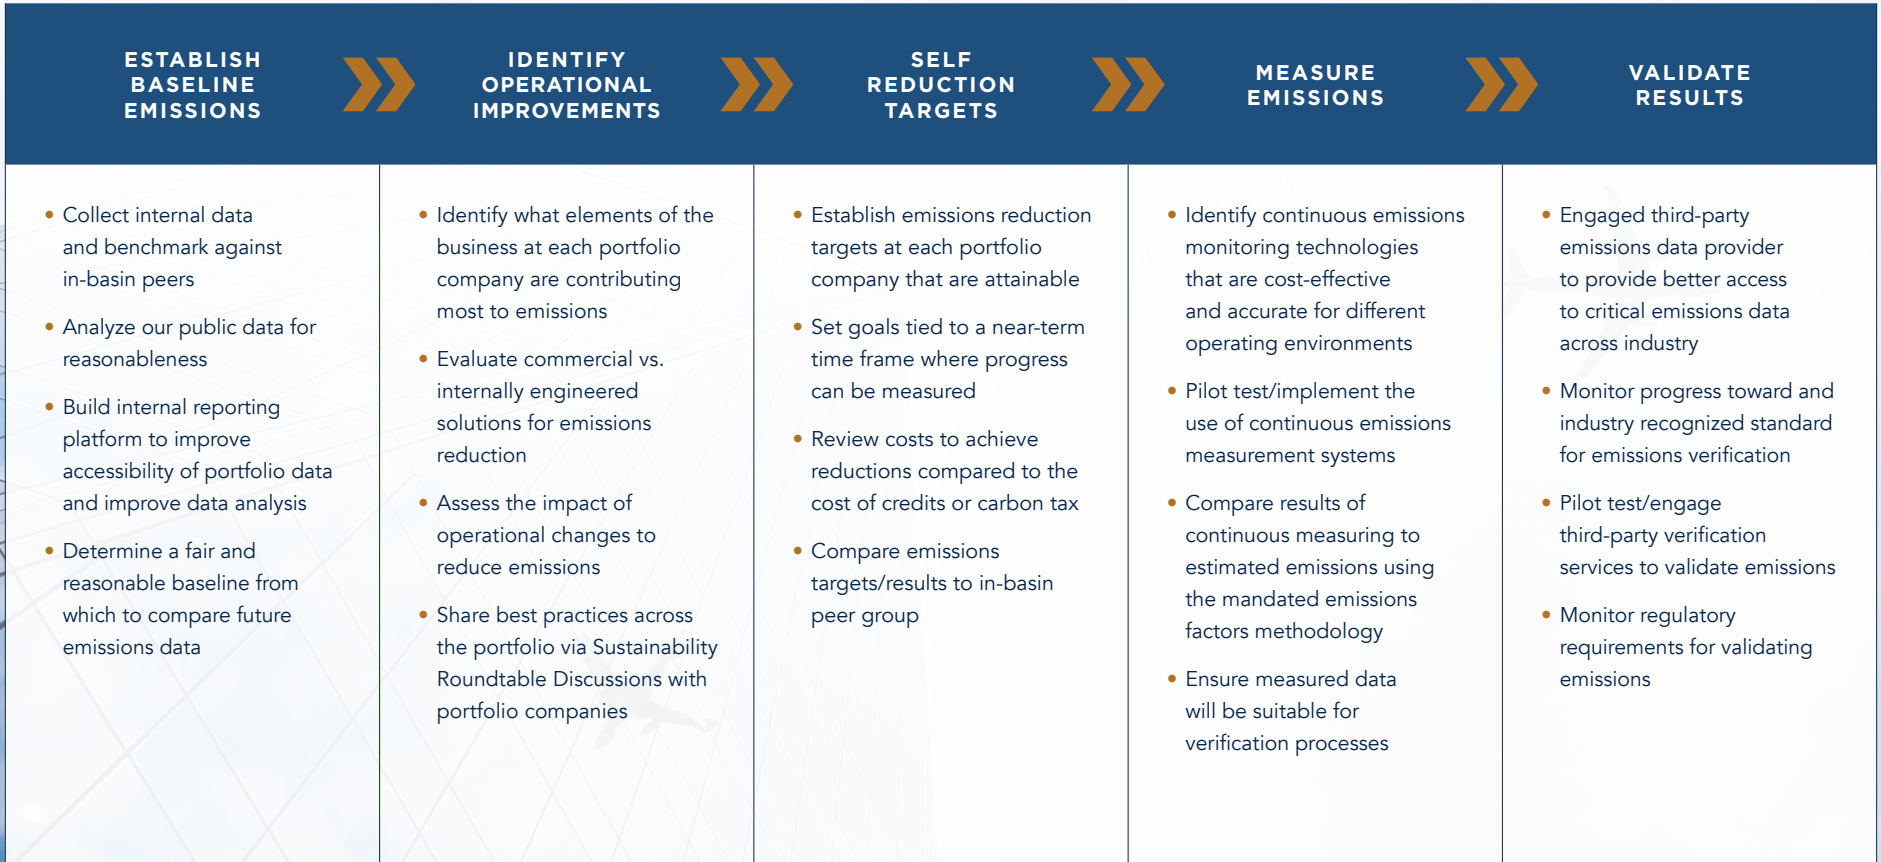 ESTABLISH
BASELINE
EMISSIONS
IDENTIFY
OPERATIONAL
IMPROVEMENTS
SELF
REDUCTION
TARGETS
MEASURE
EMISSIONS
VALIDATE
RESULTS
• Collect internal data
and benchmark against
in-basin peers
• Analyze our public data for
reasonableness
• Build internal reporting
platform to improve
accessibility of portfolio data
and improve data analysis
• Determine a fair and
reasonable baseline from
which to compare future
emissions data
• Identify what elements of the
business at each portfolio
company are contributing
most to emissions
• Evaluate commercial vs.
internally engineered
solutions for emissions
reduction
• Assess the impact of
operational changes to
reduce emissions
• Share best practices across
the portfolio via Sustainability
Roundtable Discussions with
portfolio companies
• Establish emissions reduction
targets at each portfolio
company that are attainable
• Set goals tied to a near-term
time frame where progress
can be measured
• Review costs to achieve
reductions compared to the
cost of credits or carbon tax
• Compare emissions
targets/results to in-basin
peer group
• Identify continuous emissions
monitoring technologies
that are cost-effective
and accurate for different
operating environments
• Pilot test/implement the
use of continuous emissions
measurement systems
• Compare results of
continuous measuring to
estimated emissions using
the mandated emissions
factors methodology
• Ensure measured data
will be suitable for
verification processes
• Engaged third-party
emissions data provider
to provide better access
to critical emissions data
across industry
• Monitor progress toward and
industry recognized standard
for emissions verification
• Pilot test/engage
third-party verification
services to validate emissions
• Monitor regulatory
requirements for validating
emissions